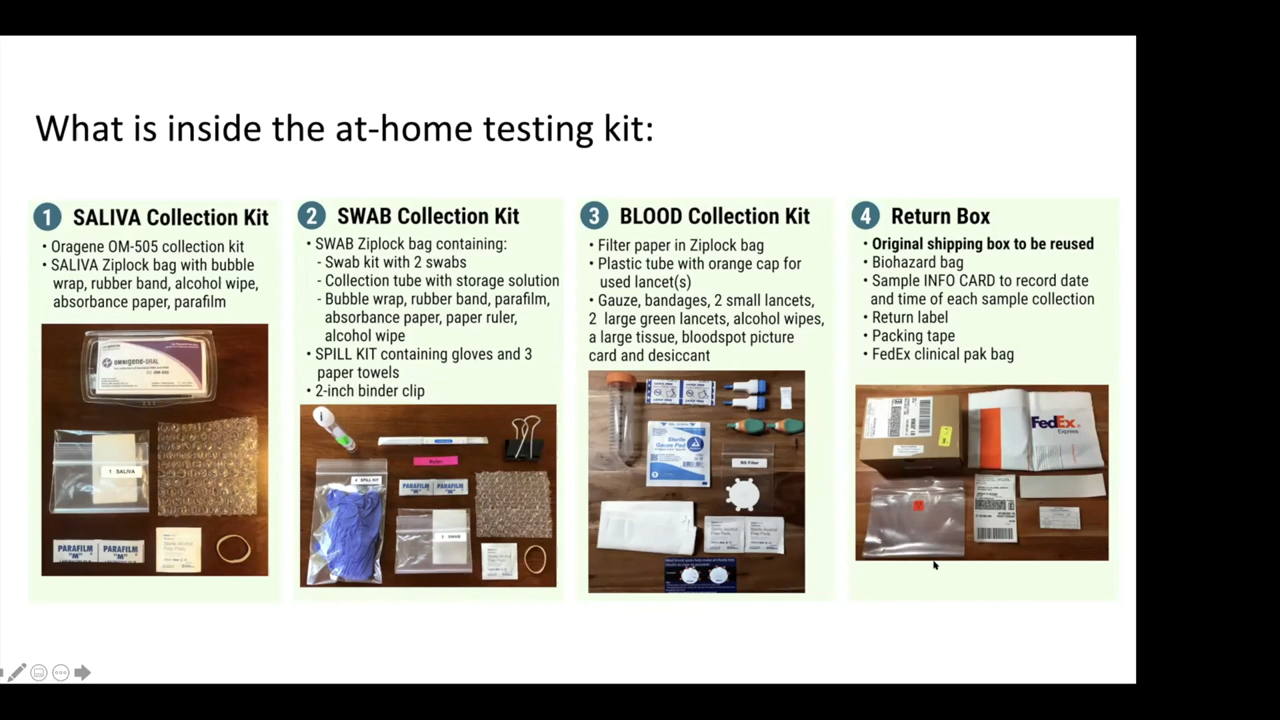 What is inside the at-home testing kit:
1 SALIVA Collection Kit
• Oragene OM-505 collection kit
• SALIVA Ziplock bag with bubble
wrap, rubber band, alcohol wipe,
absorbance paper, parafilm
OMNIgene·ORAL
OM-505
1 SALIVA
PARAFILM "M" PARAFILM "M"
2 SWAB Collection Kit
• SWAB Ziplock bag containing:
- Swab kit with 2 swabs
- Collection tube with storage solution
- Bubble wrap, rubber band, parafilm,
absorbance paper, paper ruler,
alcohol wipe
• SPILL KIT containing gloves and 3
paper towels
• 2-inch binder clip
Ruler
SPILL KIT
PARAFILM "M" PARAFILM "M"
2 SWAB
3 BLOOD Collection Kit
• Filter paper in Ziplock bag
• Plastic tube with orange cap for
used lancet(s)
• Gauze, bandages, 2 small lancets,
2 large green lancets, alcohol wipes,
a large tissue, bloodspot picture
card and desiccant
Sterile
Gauze Pad
BS Filter
4 Return Box
• Original shipping box to be reused
• Biohazard bag
• Sample INFO CARD to record date
and time of each sample collection
• Return label
• Packing tape
• FedEx clinical pak bag
FedEx
Express